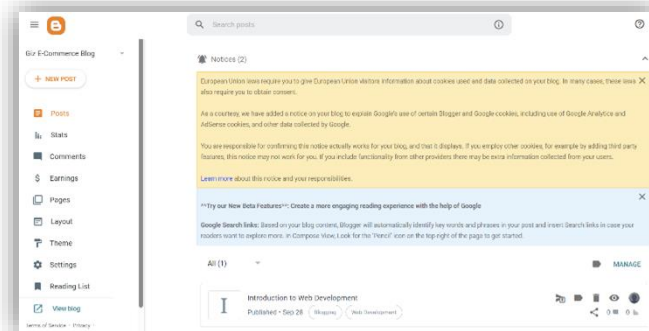 Search posts
Giz E-Commerce Blog
+ NEW POST
Posts
Stats
Comments
$ Earnings
Pages
Layout
Theme
Settings
Reading List
View blog
Terms of Service • Privacy •
Notices (2)
European Union laws require you to give European Union visitors information about cookies used and data collected on your blog. In many cases, these laws
also require you to obtain consent.
As a courtesy, we have added a notice on your blog to explain Google's use of certain Blogger and Google cookies, including use of Google Analytics and
AdSense cookies, and other data collected by Google.
You are responsible for confirming this notice actually works for your blog, and that it displays. If you employ other cookies, for example by adding third party
features, this notice may not work for you. If you include functionality from other providers there may be extra information collected from your users.
Learn more about this notice and your responsibilities.
**Try our New Beta Features**: Create a more engaging reading experience with the help of Google
Google Search links: Based on your blog content, Blogger will automatically identify key words and phrases in your post and insert Search links in case your
readers want to explore more. In Compose View, Look for the 'Pencil' icon on the top right of the page to get started.
All (1)
MANAGE
I
Introduction to Web Development
Published • Sep 28 Blogging Web Development
0 0